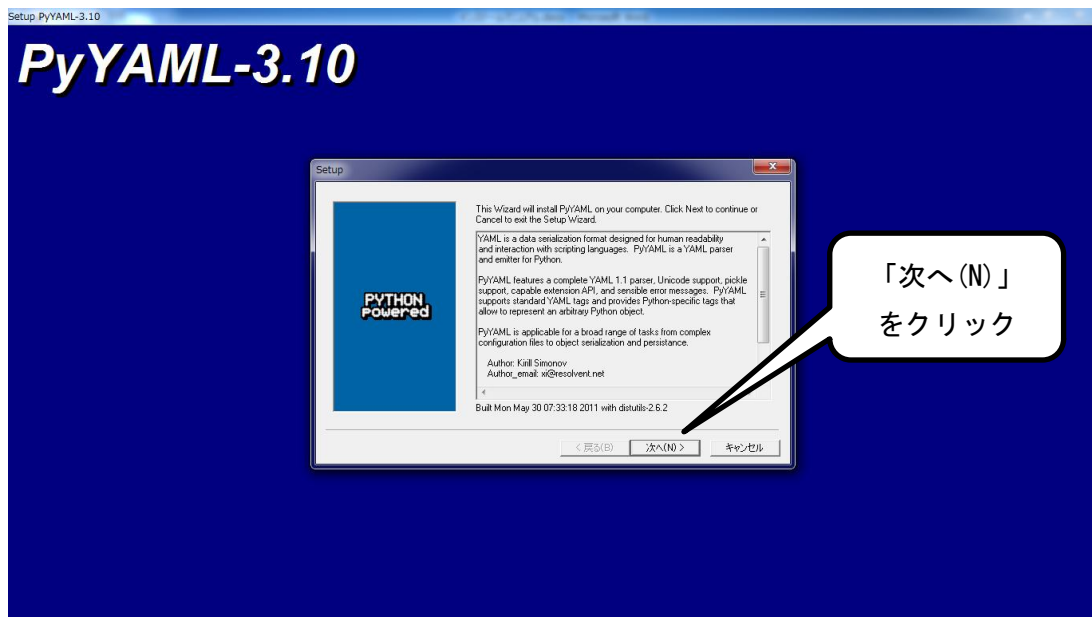 Setup PyYAML-3.10
PyYAML-3.10
Setup
This Wizard will install PyYAML on your computer. Click Next to continue or
Cancel to exit the Setup Wizard.
YAML is a data serialization format designed for human readability
and interaction with scripting languages. PyYAML is a YAML parser
and emitter for Python.
PyYAML features a complete YAML 1.1 parser, Unicode support, pickle
support, capable extension API, and sensible error messages. PyYAML
supports standard YAML tags and provides Python-specific tags that
allow to represent an arbitrary Python object.
PyYAML is applicable for a broad range of tasks from complex
configuration files to object serialization and persistance.
Author: Kirill Simonov
Author_email: xi@resolvent.net
Built Mon May 30 07:33:18 2011 with distutils-2.6.2
PYTHON
powered
< 戻る(B)
次へ(N) >
キャンセル
「次へ(N)」
をクリック